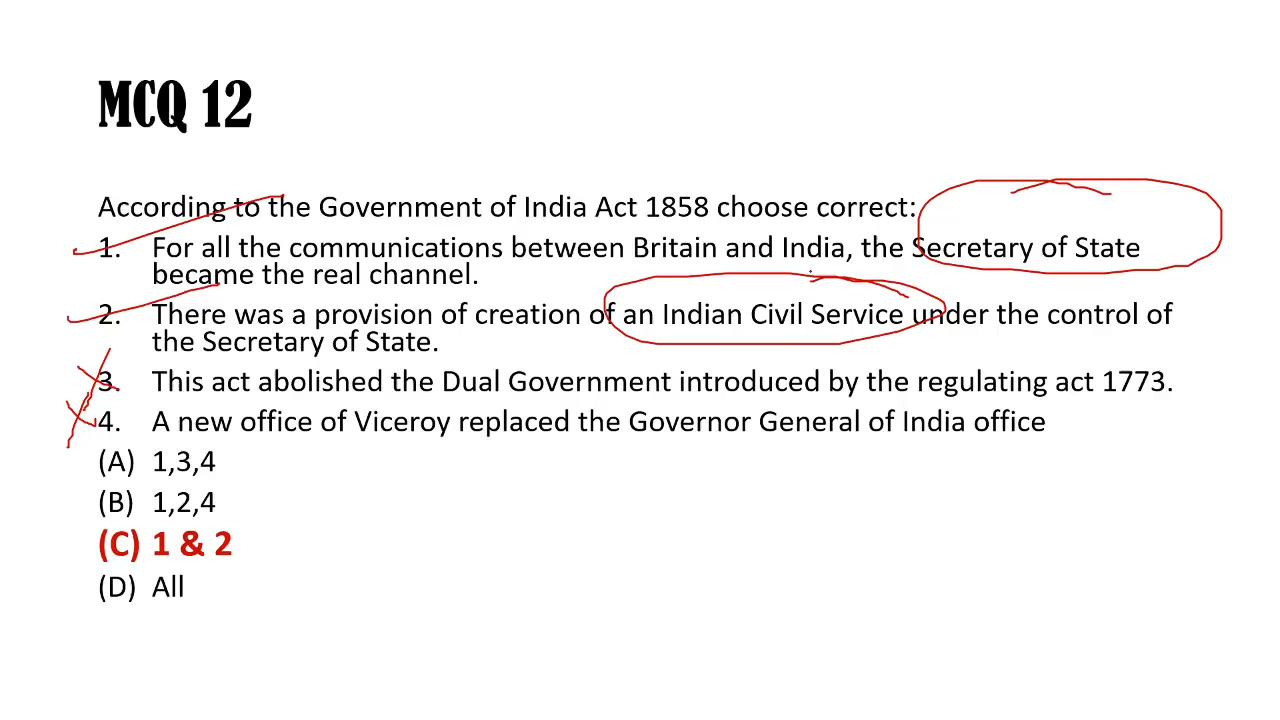 MCQ 12
According to the Government of India Act 1858 choose correct:
1. For all the communications between Britain and India, the Secretary of State
became the real channel.
2. There was a provision of creation of an Indian Civil Service under the control of
the Secretary of State.
3. This act abolished the Dual Government introduced by the regulating act 1773.
4. A new office of Viceroy replaced the Governor General of India office
(A) 1,3,4
(B) 1,2,4
(C) 1 & 2
(D) All